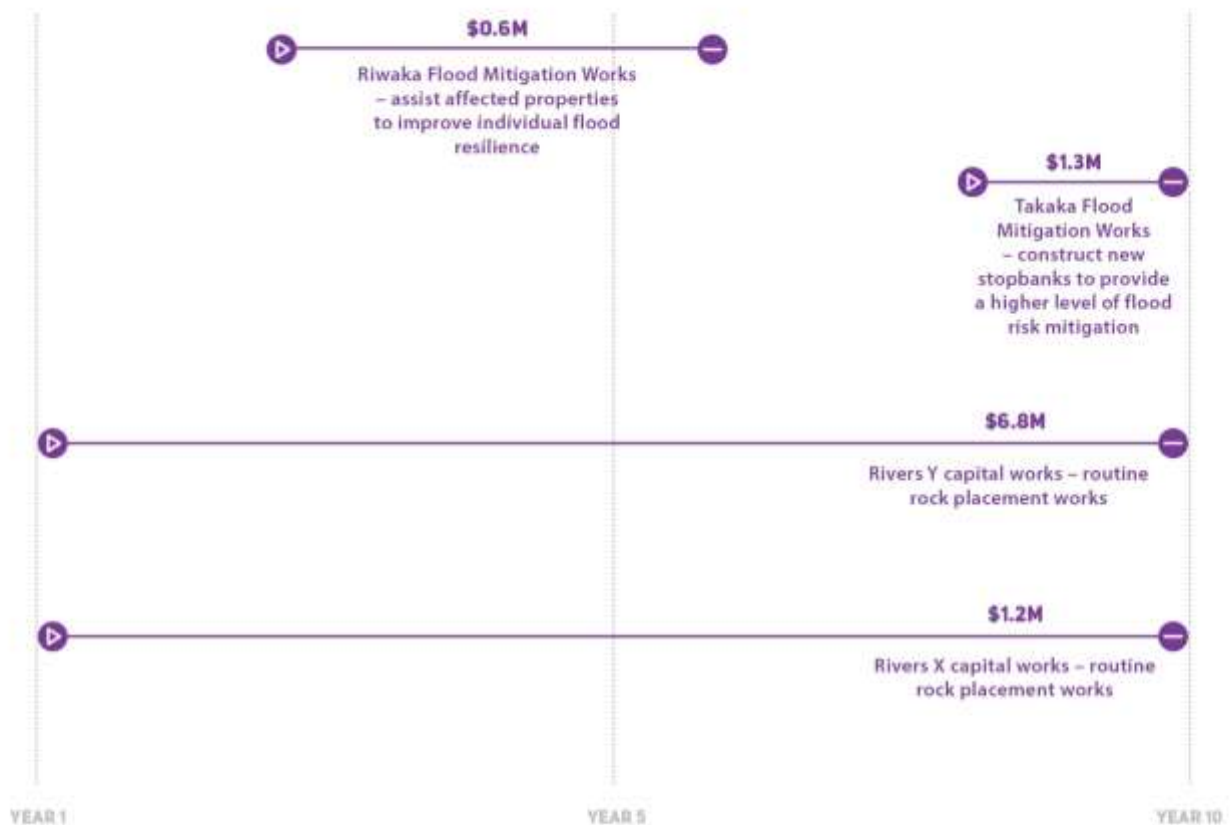 $0.6M
Riwaka Flood Mitigation Works
– assist affected properties
to improve individual flood
resilience
$1.3M
Takaka Flood
Mitigation Works
– construct new
stopbanks to provide
a higher level of flood
risk mitigation
$6.8M
Rivers Y capital works – routine
rock placement works
$1.2M
Rivers X capital works – routine
rock placement works
YEAR 1
YEAR 5
YEAR 10